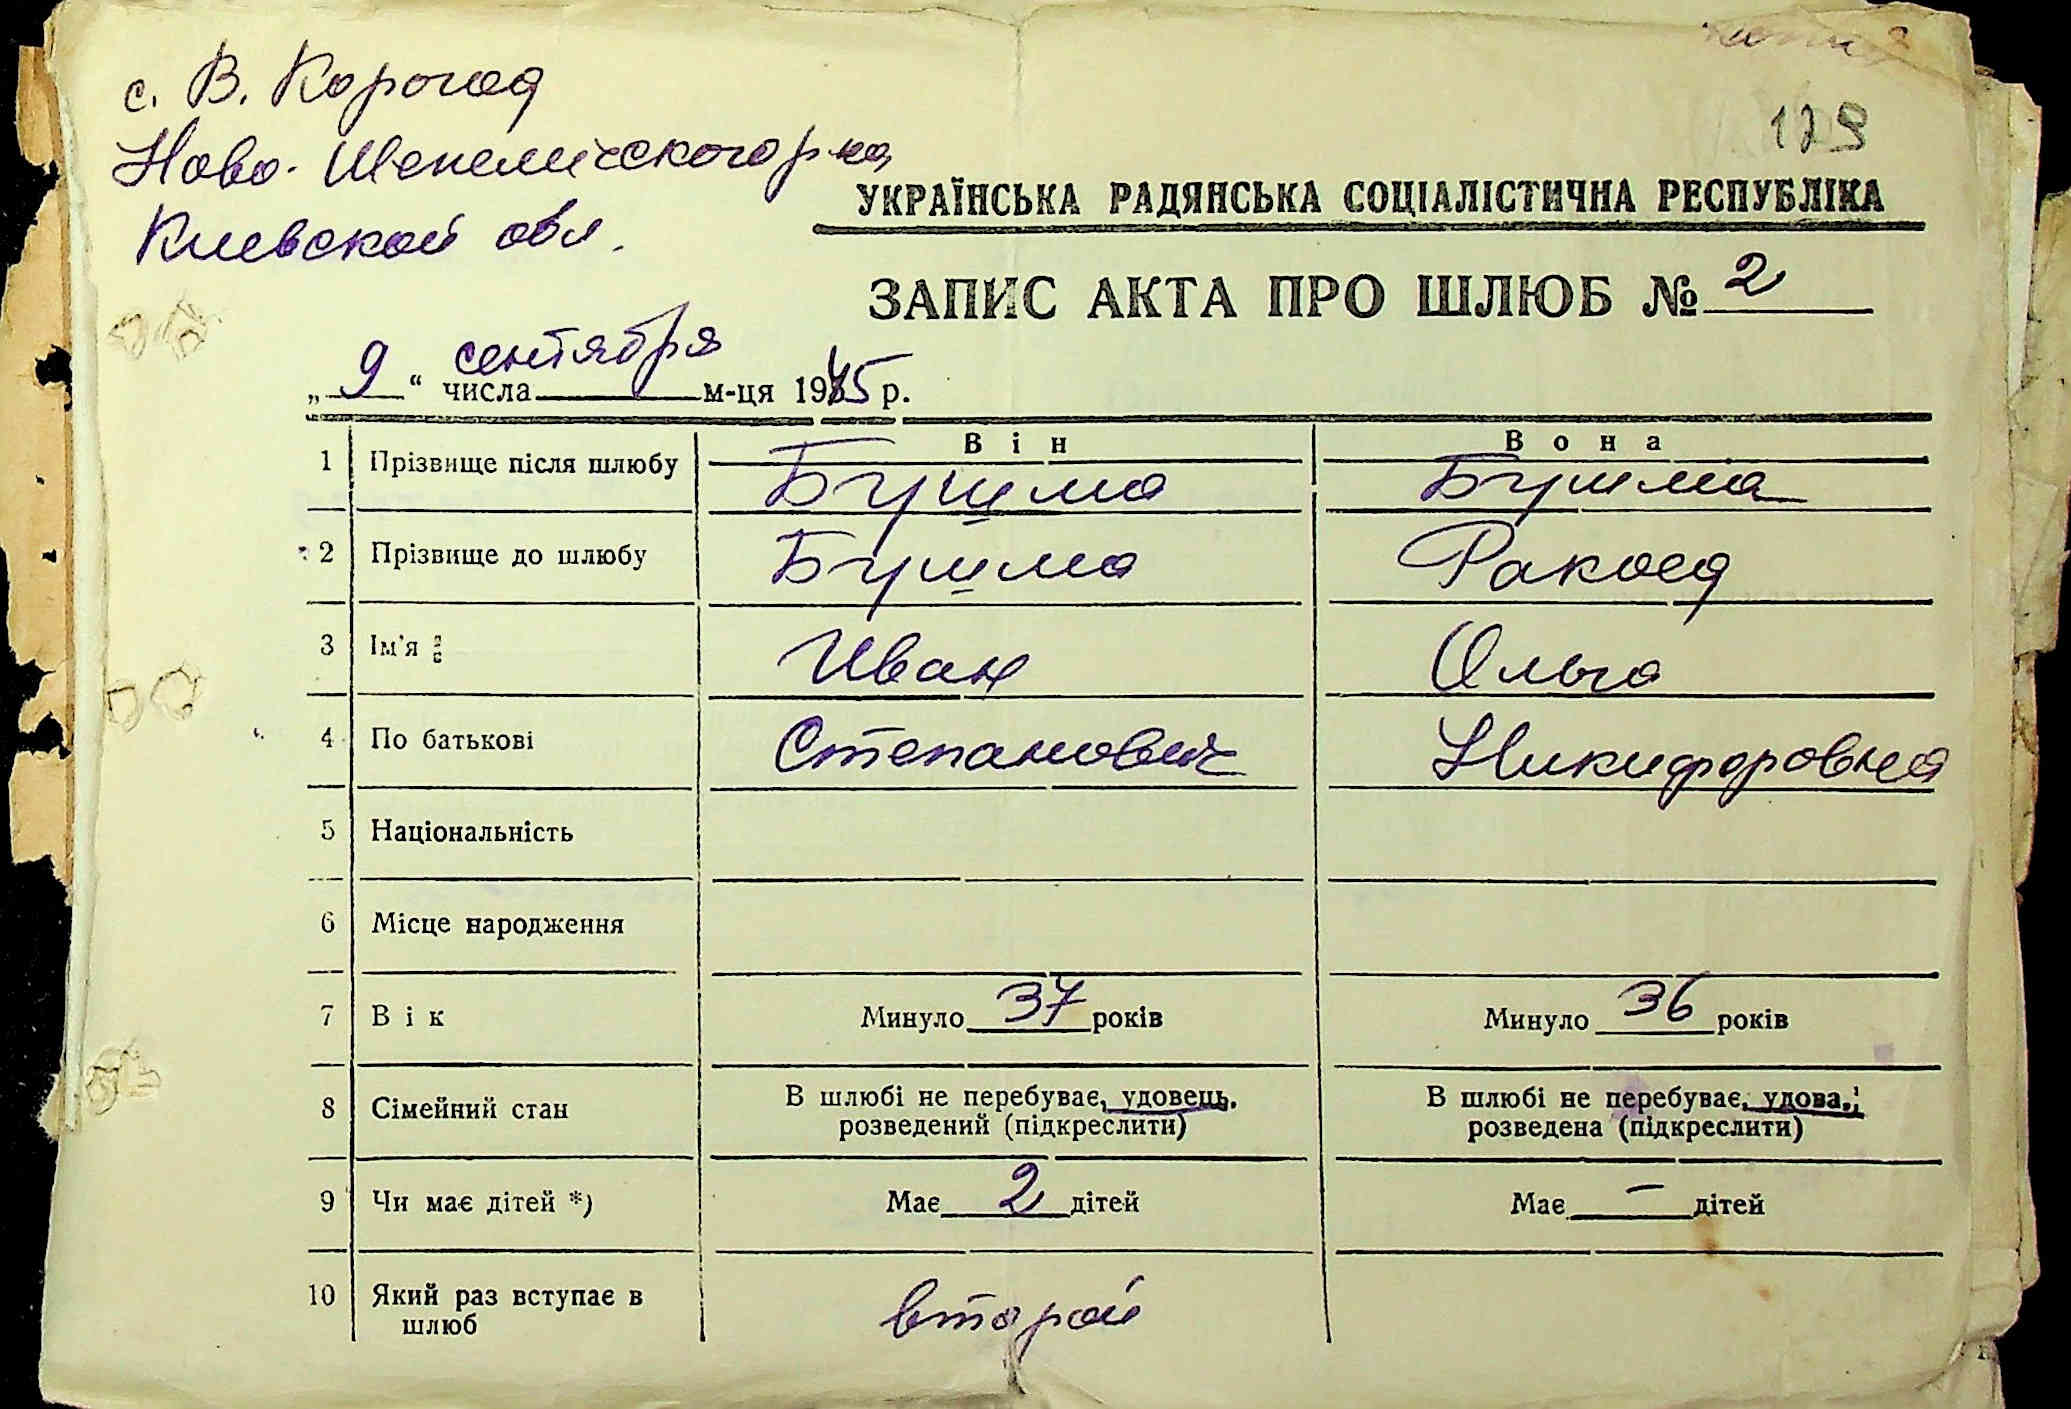 с. В. Корогод
Ново-Шепелическогор-на
Киевской обл.
129
УКРАЇНСЬКА РАДЯНСЬКА СОЦІАЛІСТИЧНА РЕСПУБЛІКА
ЗАПИС АКТА ПРО ШЛЮБ № 2
„ 9 “ числа сентября м-ця 1945 р.
Він Вона
1 Прізвище після шлюбу Бушма Бушма
2 Прізвище до шлюбу Бушма Ракоед
3 Ім'я Иван Ольга
4 По батькові Степанович Никифоровна
5 Національність
6 Місце народження
7 Вік Минуло 37 років Минуло 36 років
8 Сімейний стан В шлюбі не перебуває, удовець, В шлюбі не перебуває, удова,
розведений (підкреслити) розведена (підкреслити)
9 Чи має дітей *) Має 2 дітей Має — дітей
10 Який раз вступає в второй
шлюб